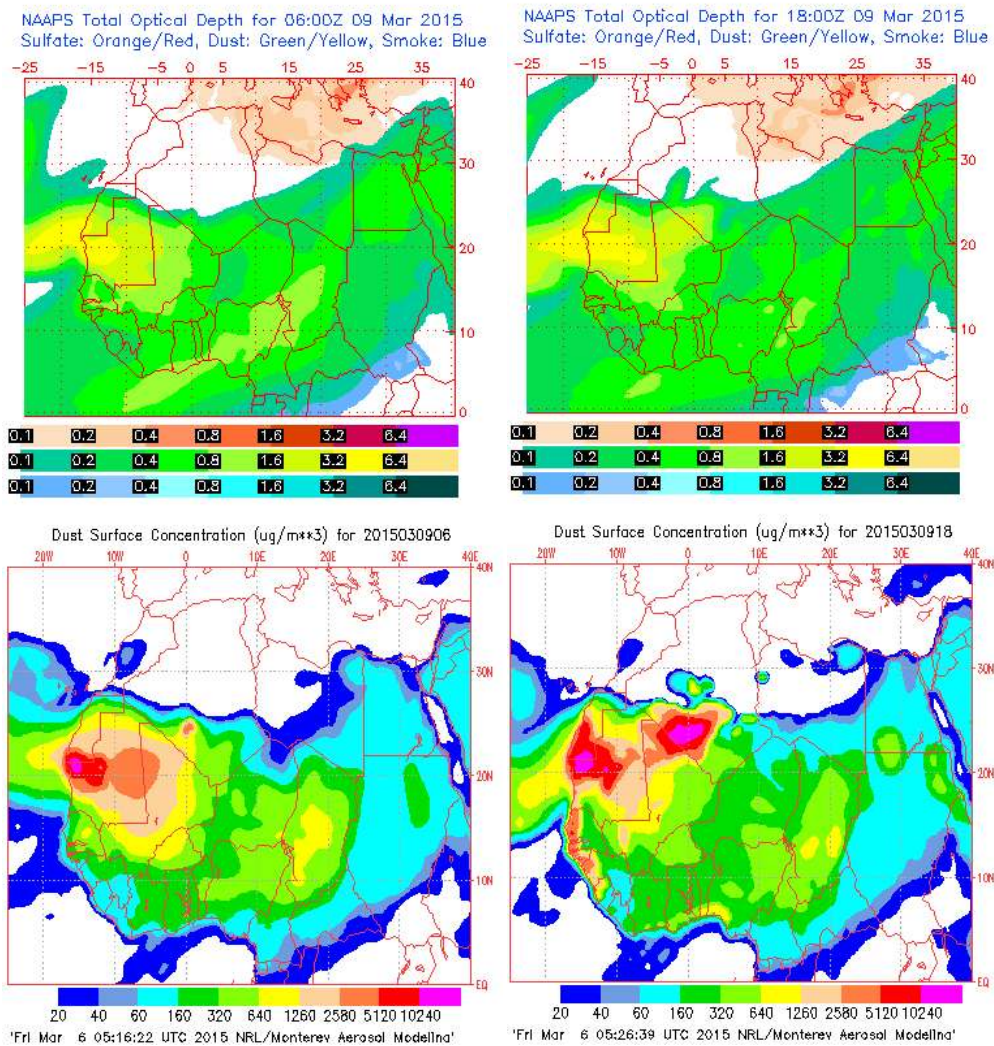 NAAPS Total Optical Depth for 06:00Z 09 Mar 2015
Sulfate: Orange/Red, Dust: Green/Yellow, Smoke: Blue
-25 -15 -5 0 5 15 25 35
40
30
20
10
0
0.1 0.2 0.4 0.8 1.6 3.2 6.4
0.1 0.2 0.4 0.8 1.6 3.2 6.4
0.1 0.2 0.4 0.8 1.6 3.2 6.4
NAAPS Total Optical Depth for 18:00Z 09 Mar 2015
Sulfate: Orange/Red, Dust: Green/Yellow, Smoke: Blue
-25 -15 -5 0 5 15 25 35
40
30
20
10
0
0.1 0.2 0.4 0.8 1.6 3.2 6.4
0.1 0.2 0.4 0.8 1.6 3.2 6.4
0.1 0.2 0.4 0.8 1.6 3.2 6.4
Dust Surface Concentration (ug/m**3) for 2015030906
20W 10W 0 10E 20E 30E 40E
40N
30N
20N
10N
EQ
20 40 60 160 320 640 1260 2580 5120 10240
'Fri Mar 6 05:16:22 UTC 2015 NRL/Monterey Aerosol Modeling'
Dust Surface Concentration (ug/m**3) for 2015030918
20W 10W 0 10E 20E 30E 40E
40N
30N
20N
10N
EQ
20 40 60 160 320 640 1260 2580 5120 10240
'Fri Mar 6 05:26:39 UTC 2015 NRL/Monterey Aerosol Modeling'